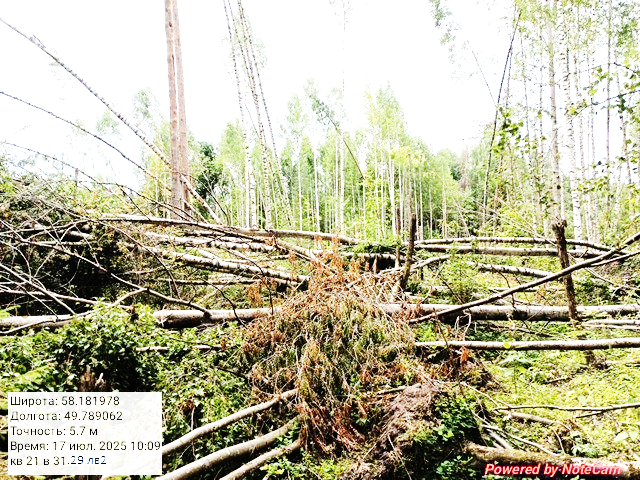 Широта: 58.181978
Долгота: 49.789062
Точность: 5.7 м
Время: 17 июл. 2025 10:09
кв 21 в 31.29 лв2
Powered by NoteCam